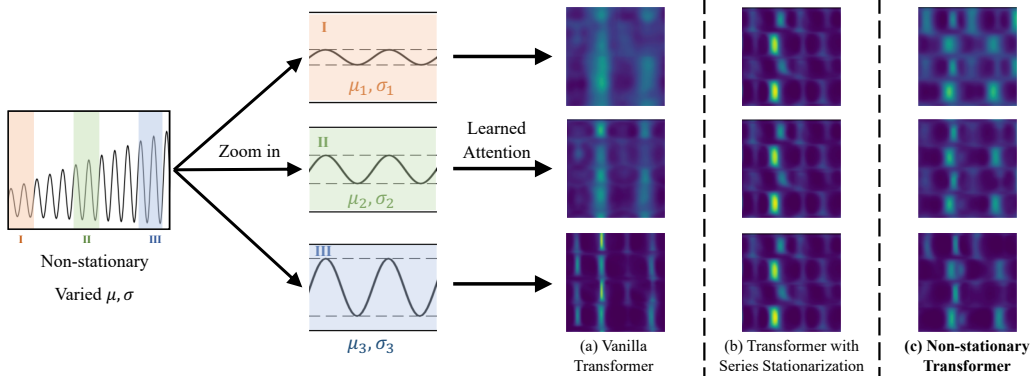 I
μ₁, σ₁
II
μ₂, σ₂
III
μ₃, σ₃
Zoom in
Learned
Attention
I
II
III
Non-stationary
Varied μ, σ
(a) Vanilla
Transformer
(b) Transformer with
Series Stationarization
(c) Non-stationary
Transformer